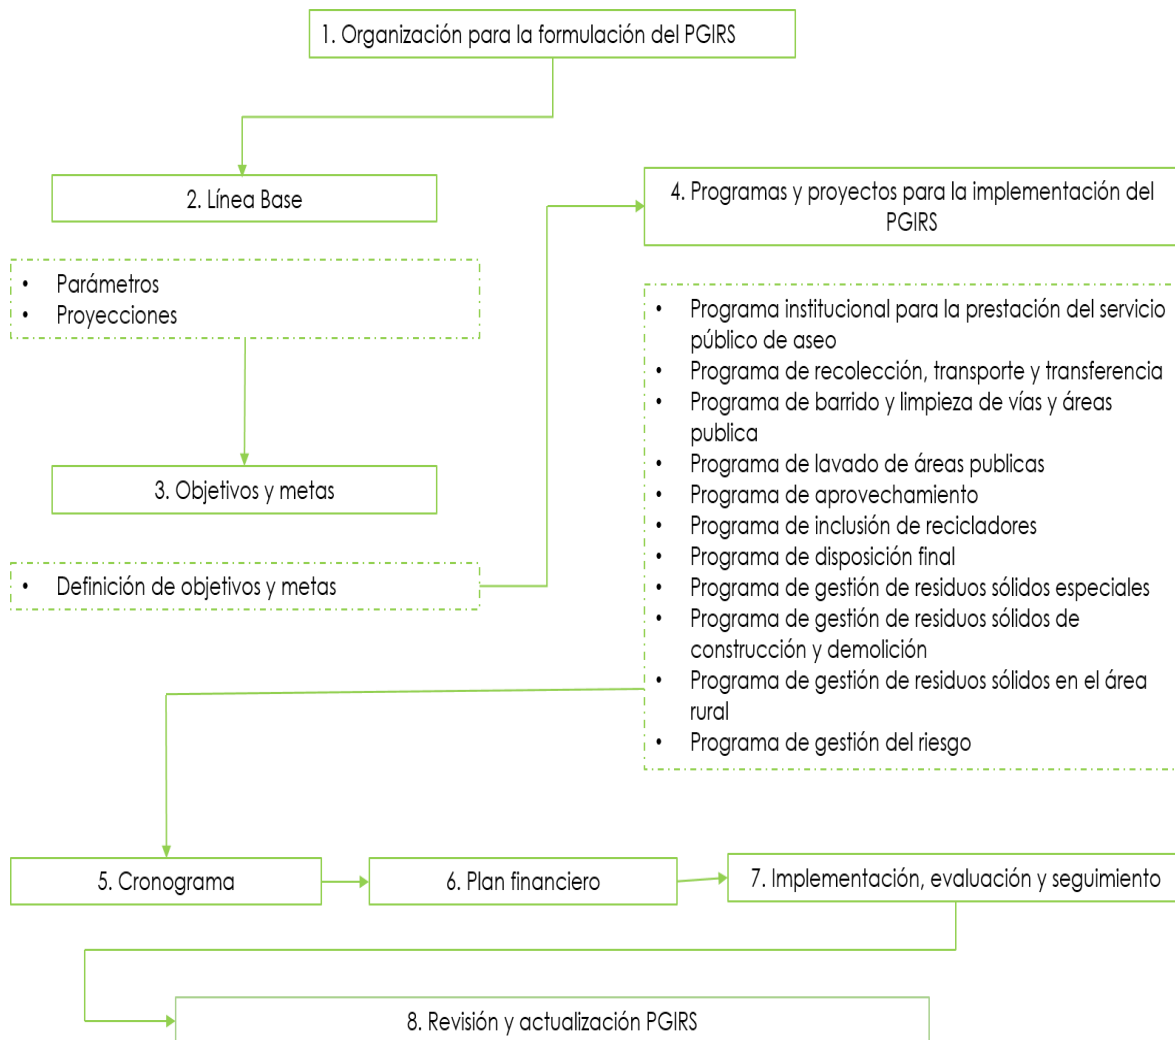 1. Organización para la formulación del PGIRS
2. Línea Base
• Parámetros
• Proyecciones
3. Objetivos y metas
• Definición de objetivos y metas
4. Programas y proyectos para la implementación del
PGIRS
• Programa institucional para la prestación del servicio
público de aseo
• Programa de recolección, transporte y transferencia
• Programa de barrido y limpieza de vías y áreas
publica
• Programa de lavado de áreas publicas
• Programa de aprovechamiento
• Programa de inclusión de recicladores
• Programa de disposición final
• Programa de gestión de residuos sólidos especiales
• Programa de gestión de residuos sólidos de
construcción y demolición
• Programa de gestión de residuos sólidos en el área
rural
• Programa de gestión del riesgo
5. Cronograma
6. Plan financiero
7. Implementación, evaluación y seguimiento
8. Revisión y actualización PGIRS